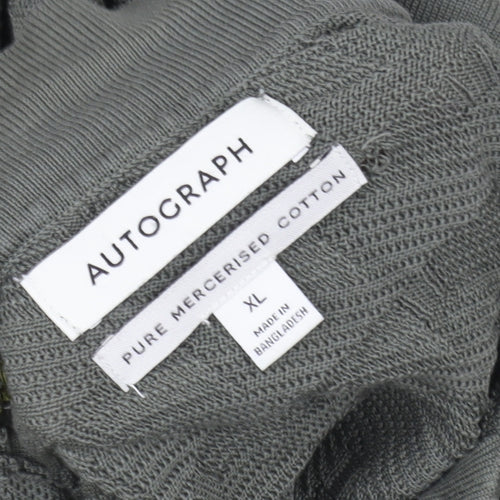 AUTOGRAPH
PURE MERCERISED COTTON
XL
MADE IN
BANGLADESH